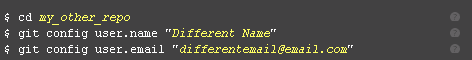 $ cd my_other_repo
$ git config user.name "Different Name"
$ git config user.email "differentemail@email.com"